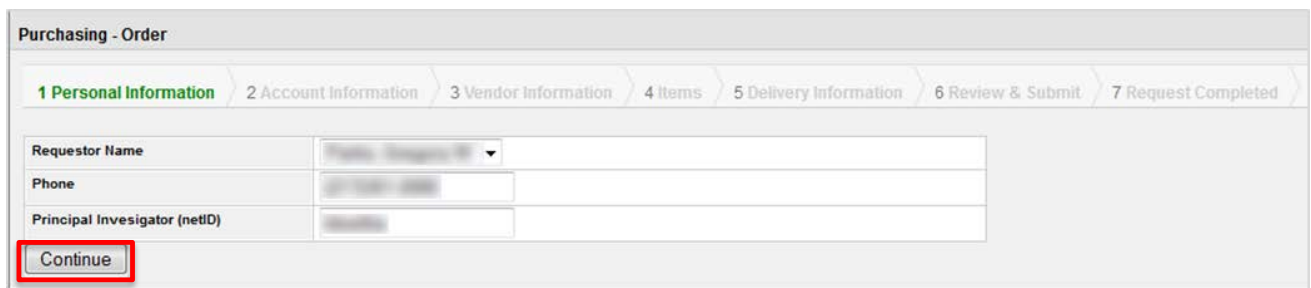 Purchasing - Order
1 Personal Information 2 Account Information 3 Vendor Information 4 Items 5 Delivery Information 6 Review & Submit 7 Request Completed
Requestor Name
Phone
Principal Invesigator (netID)
Continue